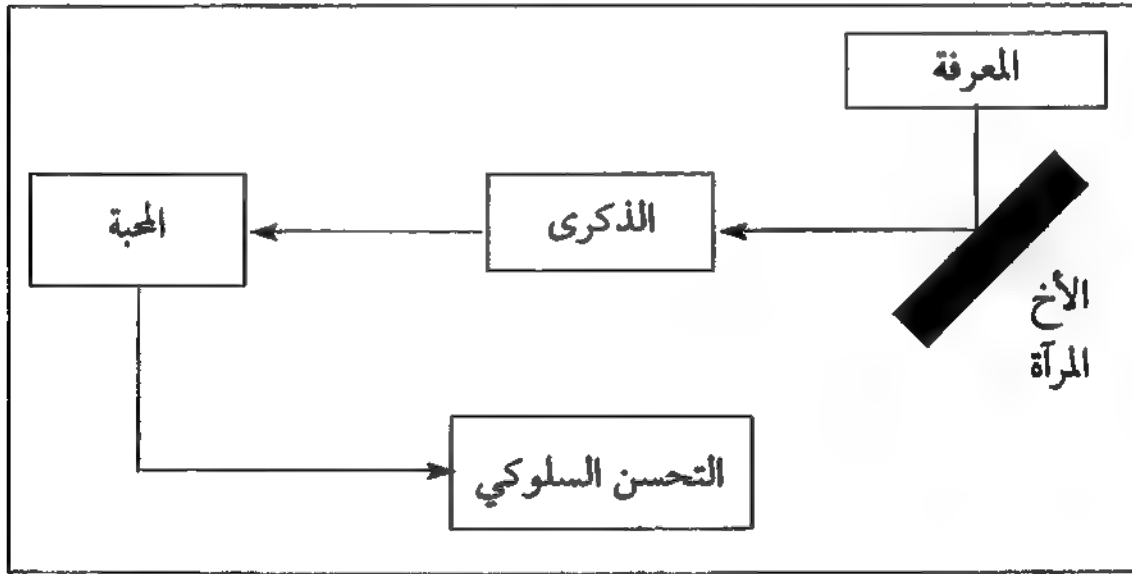 المعرفة
الذكرى
المحبة
الأخ
المرآة
التحسن السلوكي